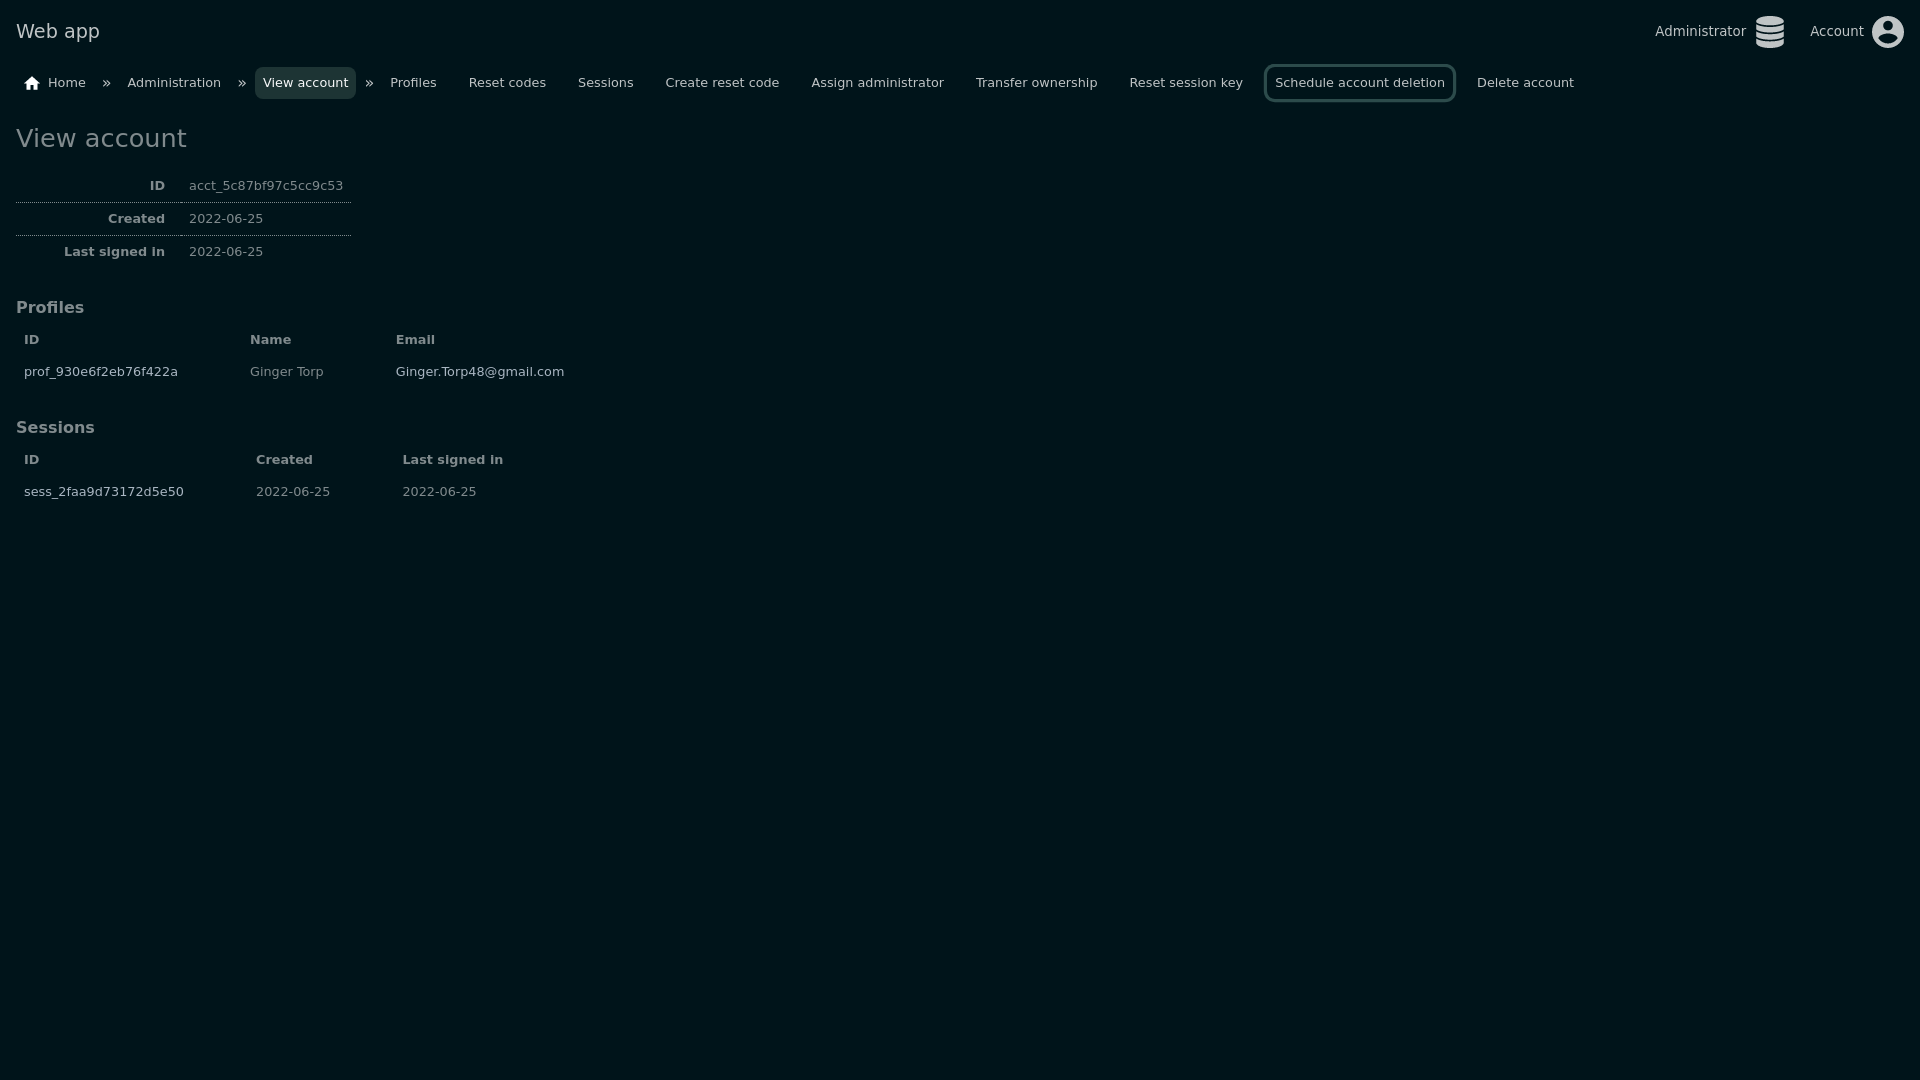 Web app
Administrator Account
Home » Administration » View account » Profiles Reset codes Sessions Create reset code Assign administrator Transfer ownership Reset session key Schedule account deletion Delete account
View account
ID acct_5c87bf97c5cc9c53
Created 2022-06-25
Last signed in 2022-06-25
Profiles
ID Name Email
prof_930e6f2eb76f422a Ginger Torp Ginger.Torp48@gmail.com
Sessions
ID Created Last signed in
sess_2faa9d73172d5e50 2022-06-25 2022-06-25